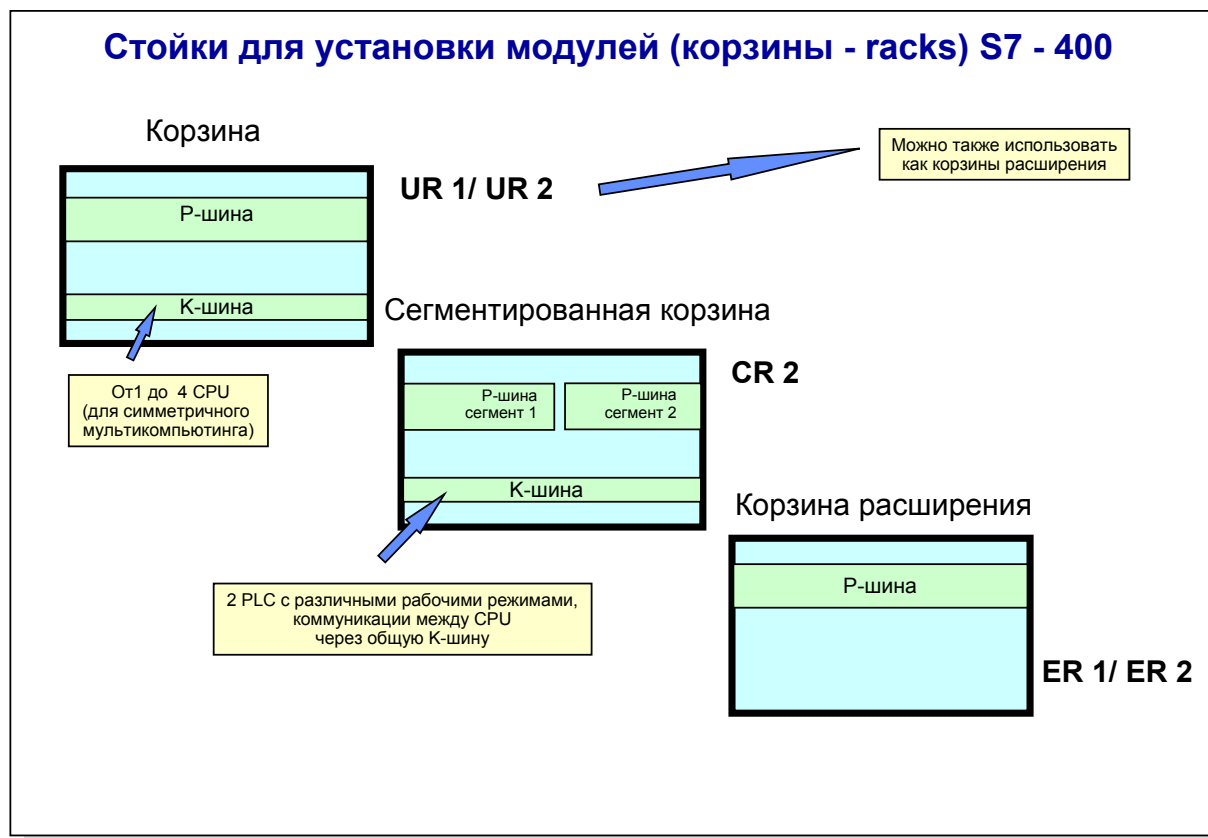 Стойки для установки модулей (корзины - racks) S7 - 400
Корзина
Можно также использовать
как корзины расширения
UR 1/ UR 2
P-шина
K-шина
Сегментированная корзина
От1 до 4 CPU
(для симметричного
мультикомпьютинга)
CR 2
P-шина
сегмент 1
P-шина
сегмент 2
K-шина
Корзина расширения
2 PLC с различными рабочими режимами,
коммуникации между CPU
через общую K-шину
P-шина
ER 1/ ER 2